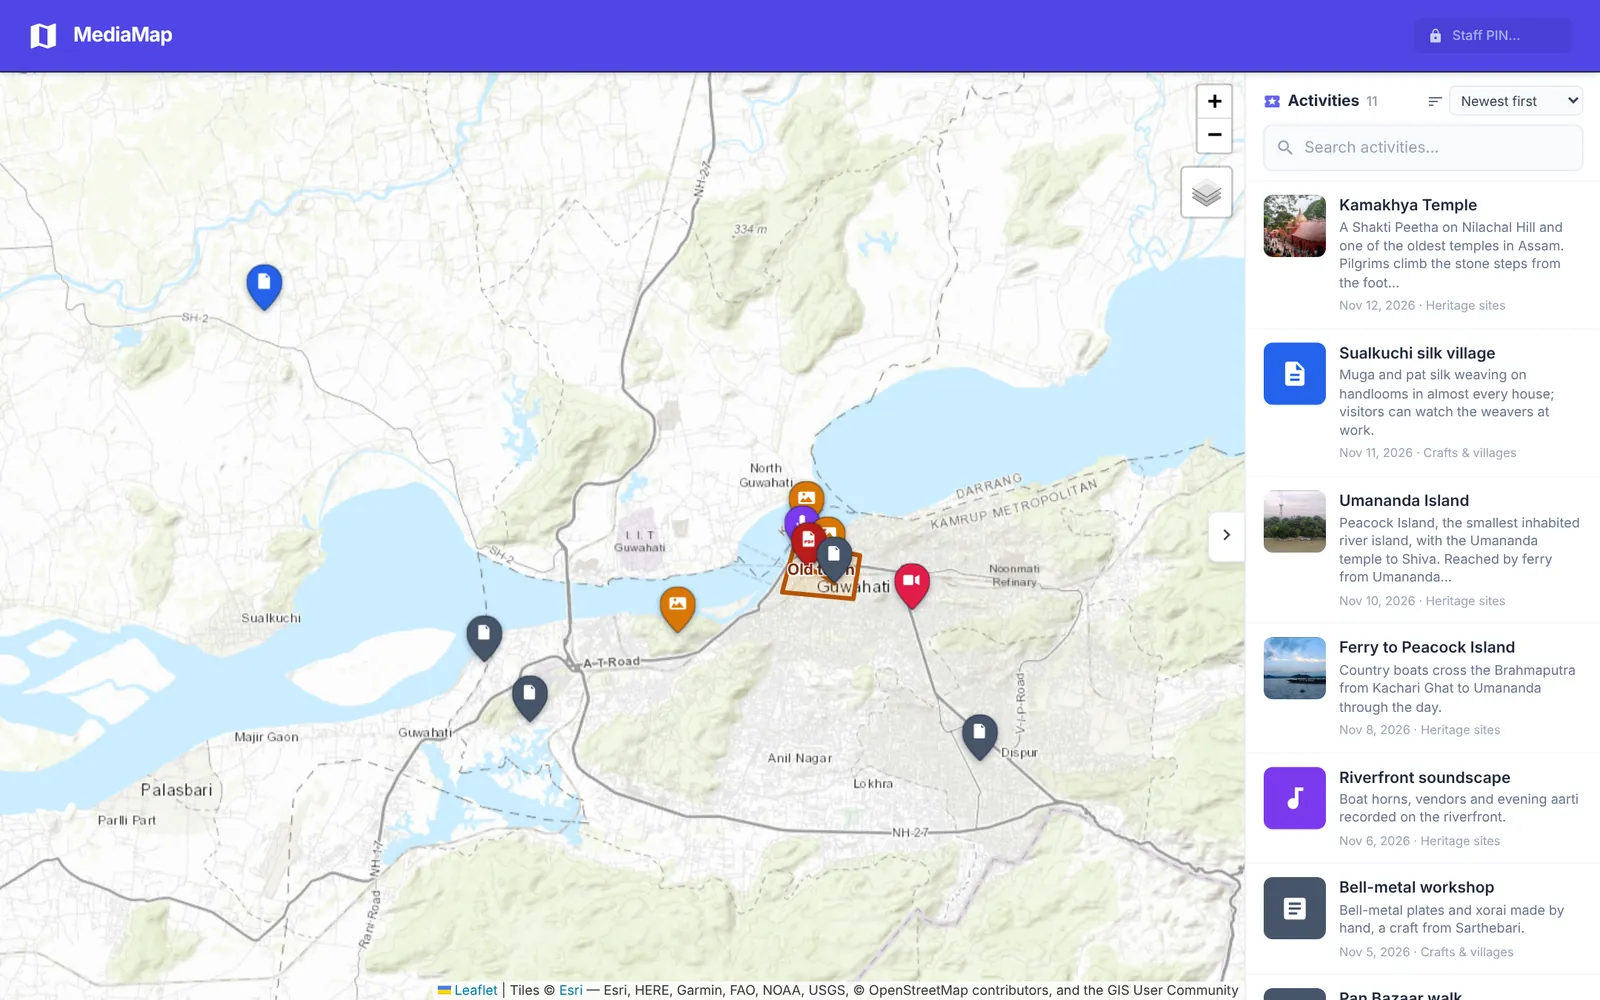 MediaMap
Staff PIN...
+
−
NH-27
334 m
SH-2
North
Guwahati
DARRANG
KAMRUP METROPOLITAN
I. I. T
Guwahati
SH-2
Guwahati
Noonmati
Refinary
Sualkuchi
A-T-Road
V-I-P-Road
Majir Gaon
Guwahati
Dispur
Anil Nagar
Lokhra
Palasbari
Parlli Part
NH-27
NH-17
Rani Road
Leaflet | Tiles © Esri — Esri, HERE, Garmin, FAO, NOAA, USGS, © OpenStreetMap contributors, and the GIS User Community
Activities 11
Newest first
Search activities...
Kamakhya Temple
A Shakti Peetha on Nilachal Hill and
one of the oldest temples in Assam.
Pilgrims climb the stone steps from
the foot...
Nov 12, 2026 · Heritage sites
Sualkuchi silk village
Muga and pat silk weaving on
handlooms in almost every house;
visitors can watch the weavers at
work.
Nov 11, 2026 · Crafts & villages
Umananda Island
Peacock Island, the smallest inhabited
river island, with the Umananda
temple to Shiva. Reached by ferry
from Umananda...
Nov 10, 2026 · Heritage sites
Ferry to Peacock Island
Country boats cross the Brahmaputra
from Kachari Ghat to Umananda
through the day.
Nov 8, 2026 · Heritage sites
Riverfront soundscape
Boat horns, vendors and evening aarti
recorded on the riverfront.
Nov 6, 2026 · Heritage sites
Bell-metal workshop
Bell-metal plates and xorai made by
hand, a craft from Sarthebari.
Nov 5, 2026 · Crafts & villages
Pan Bazaar walk